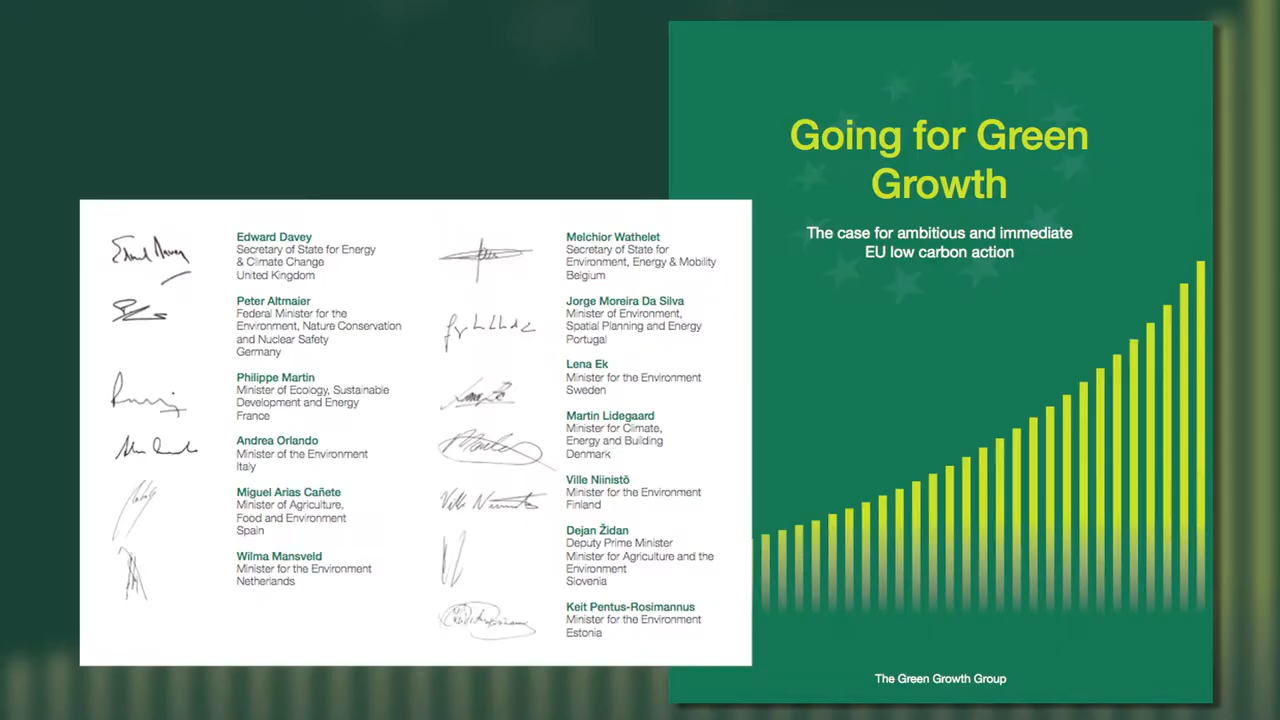 Edward Davey
Secretary of State for Energy
& Climate Change
United Kingdom
Peter Altmaier
Federal Minister for the
Environment, Nature Conservation
and Nuclear Safety
Germany
Philippe Martin
Minister of Ecology, Sustainable
Development and Energy
France
Andrea Orlando
Minister of the Environment
Italy
Miguel Arias Cañete
Minister of Agriculture,
Food and Environment
Spain
Wilma Mansveld
Minister for the Environment
Netherlands
Melchior Wathelet
Secretary of State for
Environment, Energy & Mobility
Belgium
Jorge Moreira Da Silva
Minister of Environment,
Spatial Planning and Energy
Portugal
Lena Ek
Minister for the Environment
Sweden
Martin Lidegaard
Minister for Climate,
Energy and Building
Denmark
Ville Niinistö
Minister for the Environment
Finland
Dejan Židan
Deputy Prime Minister
Minister for Agriculture and the
Environment
Slovenia
Keit Pentus-Rosimannus
Minister for the Environment
Estonia
Going for Green
Growth
The case for ambitious and immediate
EU low carbon action
The Green Growth Group